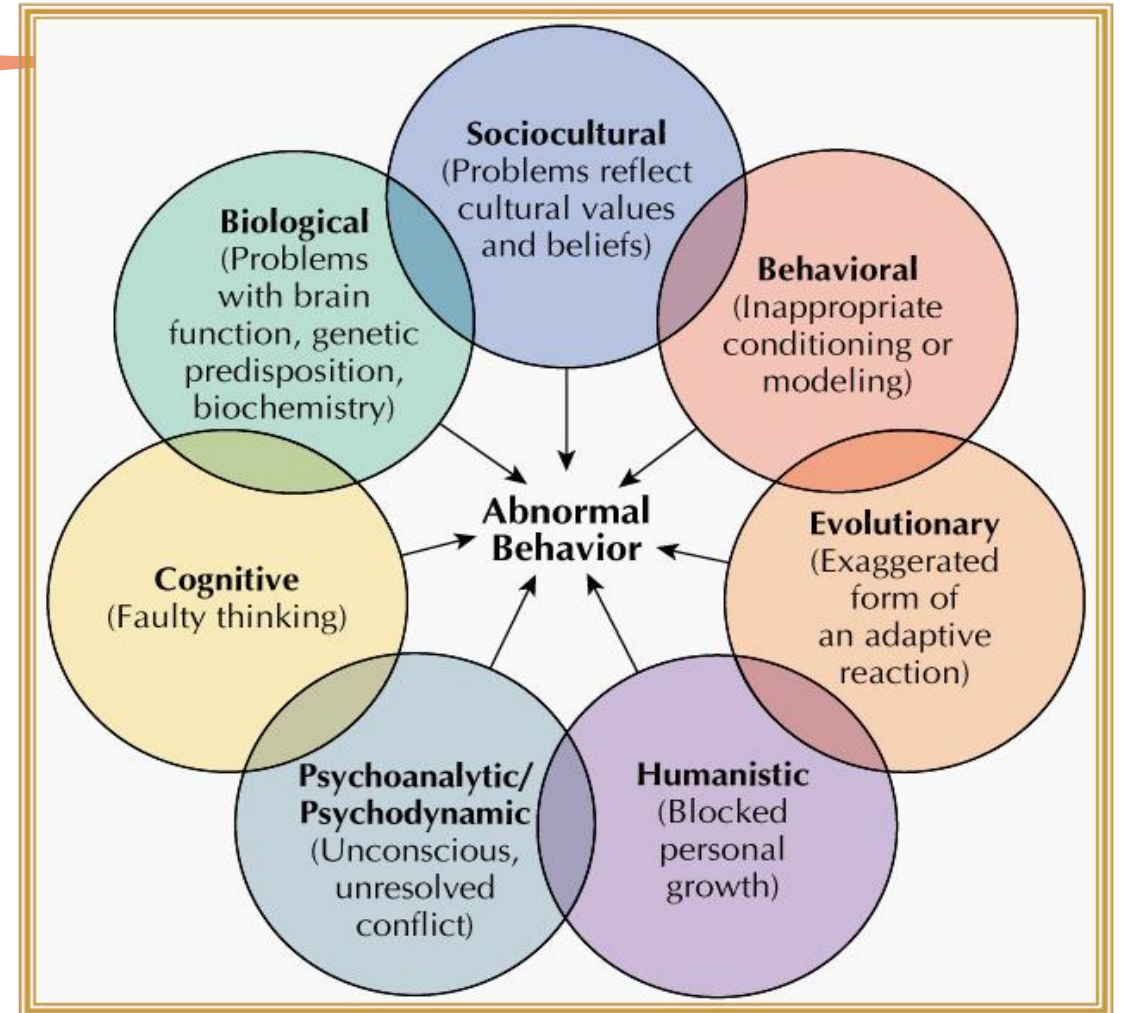 Sociocultural
(Problems reflect
cultural values
and beliefs)
Biological
(Problems
with brain
function, genetic
predisposition,
biochemistry)
Behavioral
(Inappropriate
conditioning or
modeling)
Abnormal
Behavior
Cognitive
(Faulty thinking)
Evolutionary
(Exaggerated
form of
an adaptive
reaction)
Psychoanalytic/
Psychodynamic
(Unconscious,
unresolved
conflict)
Humanistic
(Blocked
personal
growth)